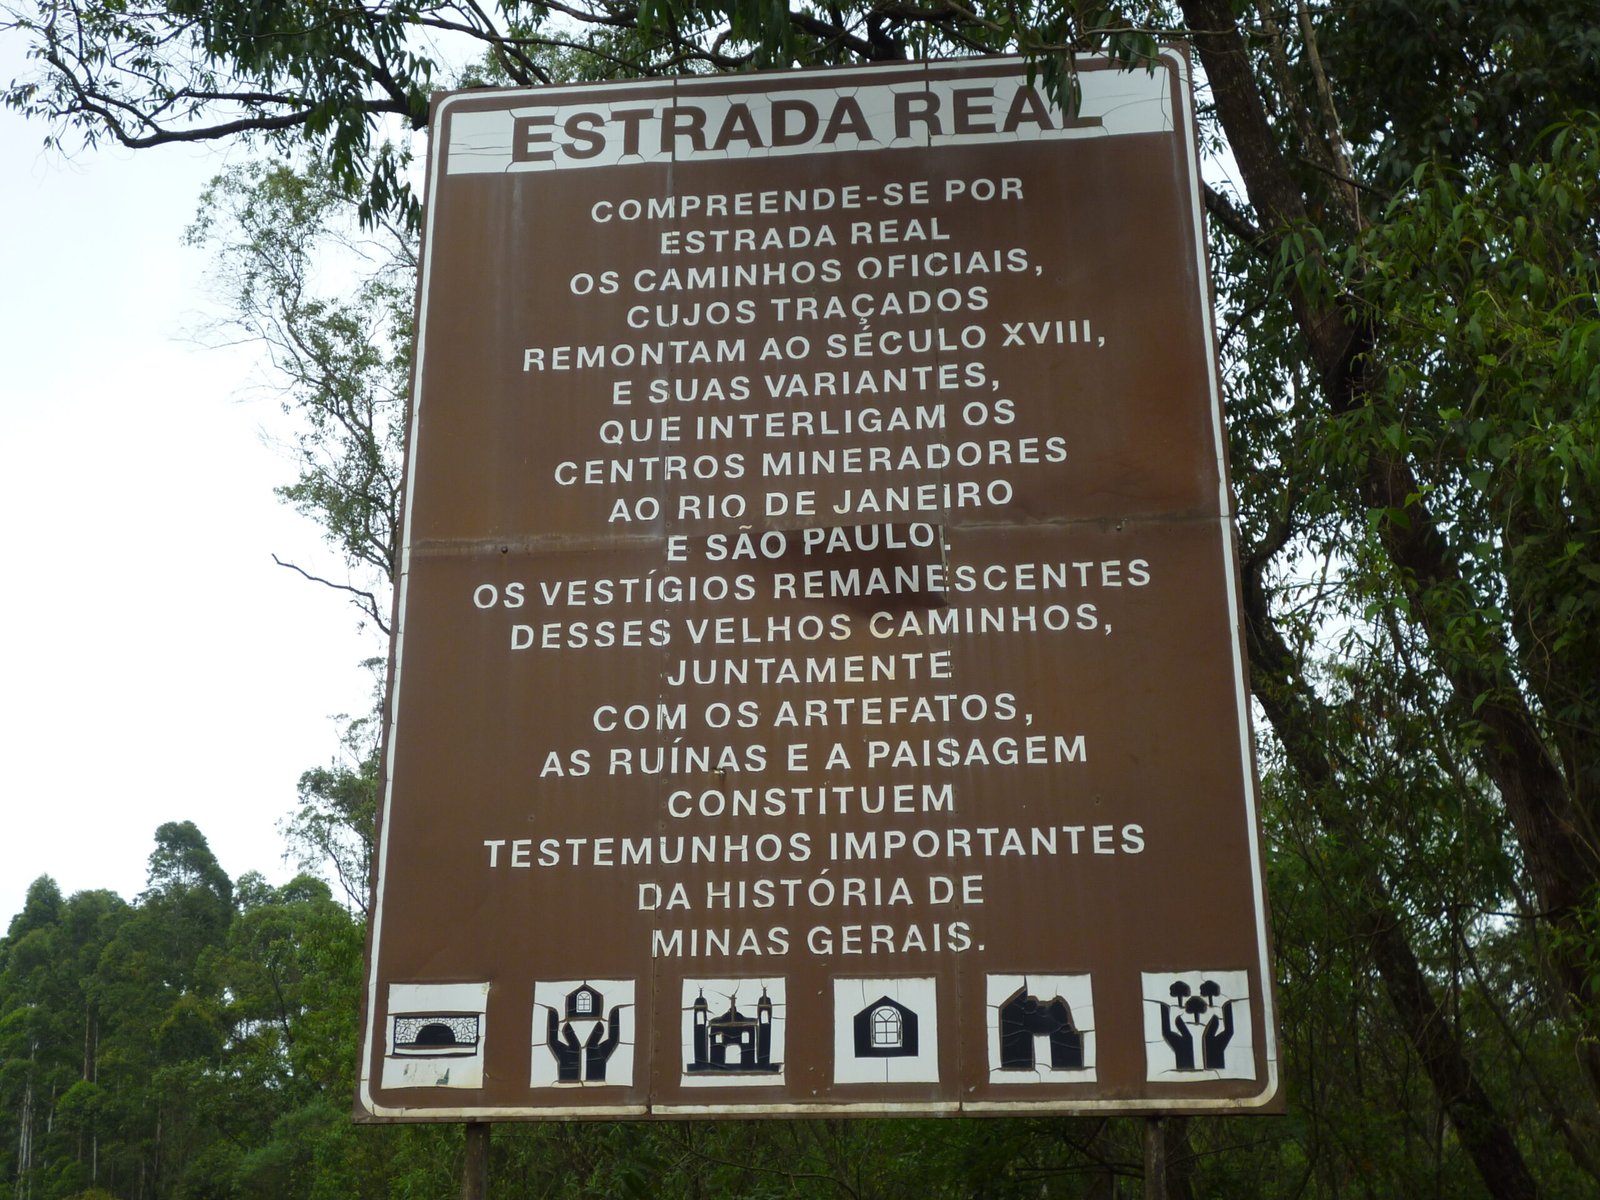 ESTRADA REAL
COMPREENDE-SE POR
ESTRADA REAL
OS CAMINHOS OFICIAIS,
CUJOS TRAÇADOS
REMONTAM AO SÉCULO XVIII,
E SUAS VARIANTES,
QUE INTERLIGAM OS
CENTROS MINERADORES
AO RIO DE JANEIRO
E SÃO PAULO.
OS VESTÍGIOS REMANESCENTES
DESSES VELHOS CAMINHOS,
JUNTAMENTE
COM OS ARTEFATOS,
AS RUÍNAS E A PAISAGEM
CONSTITUEM
TESTEMUNHOS IMPORTANTES
DA HISTÓRIA DE
MINAS GERAIS.